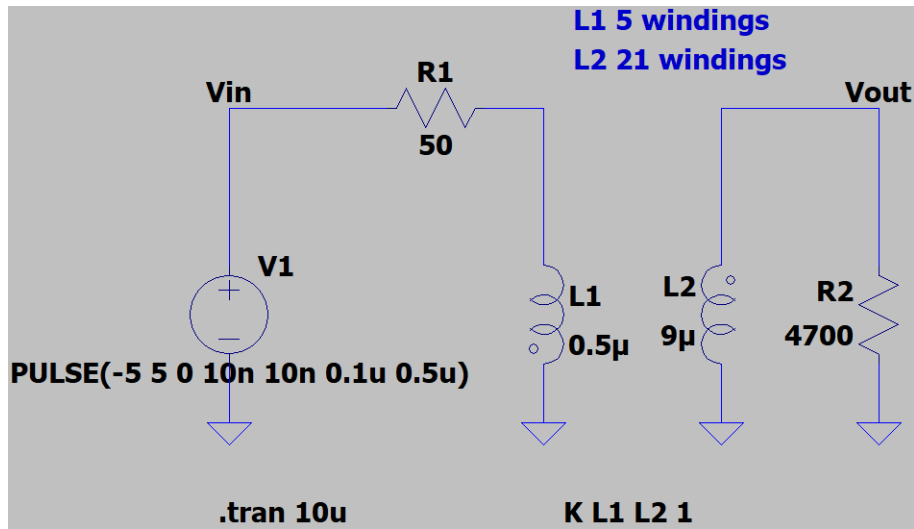 L1 5 windings
L2 21 windings
R1
Vin
Vout
50
V1
L1
L2
R2
0.5µ
9µ
4700
PULSE(-5 5 0 10n 10n 0.1u 0.5u)
.tran 10u
K L1 L2 1